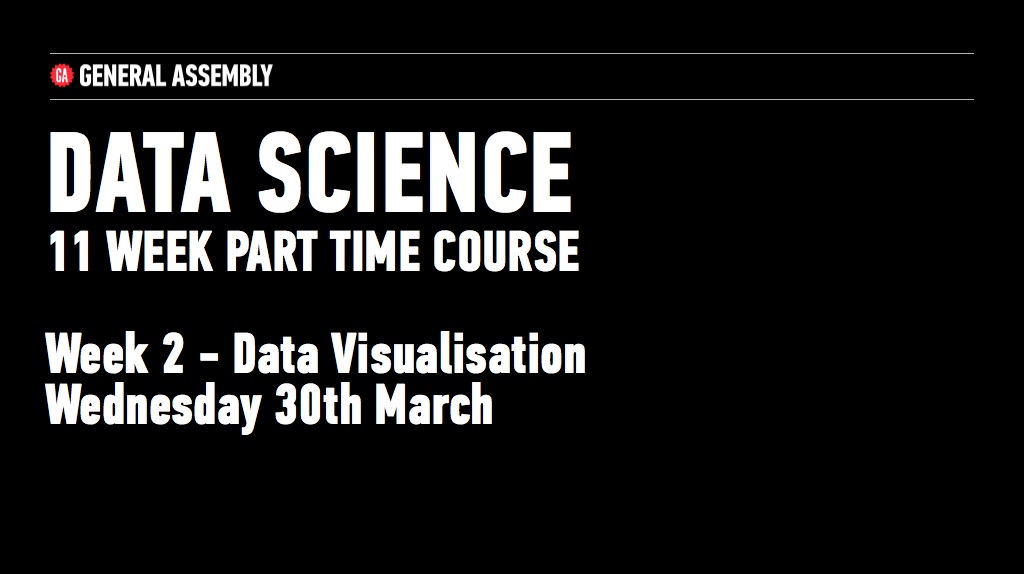 GA GENERAL ASSEMBLY
DATA SCIENCE
11 WEEK PART TIME COURSE
Week 2 – Data Visualisation
Wednesday 30th March